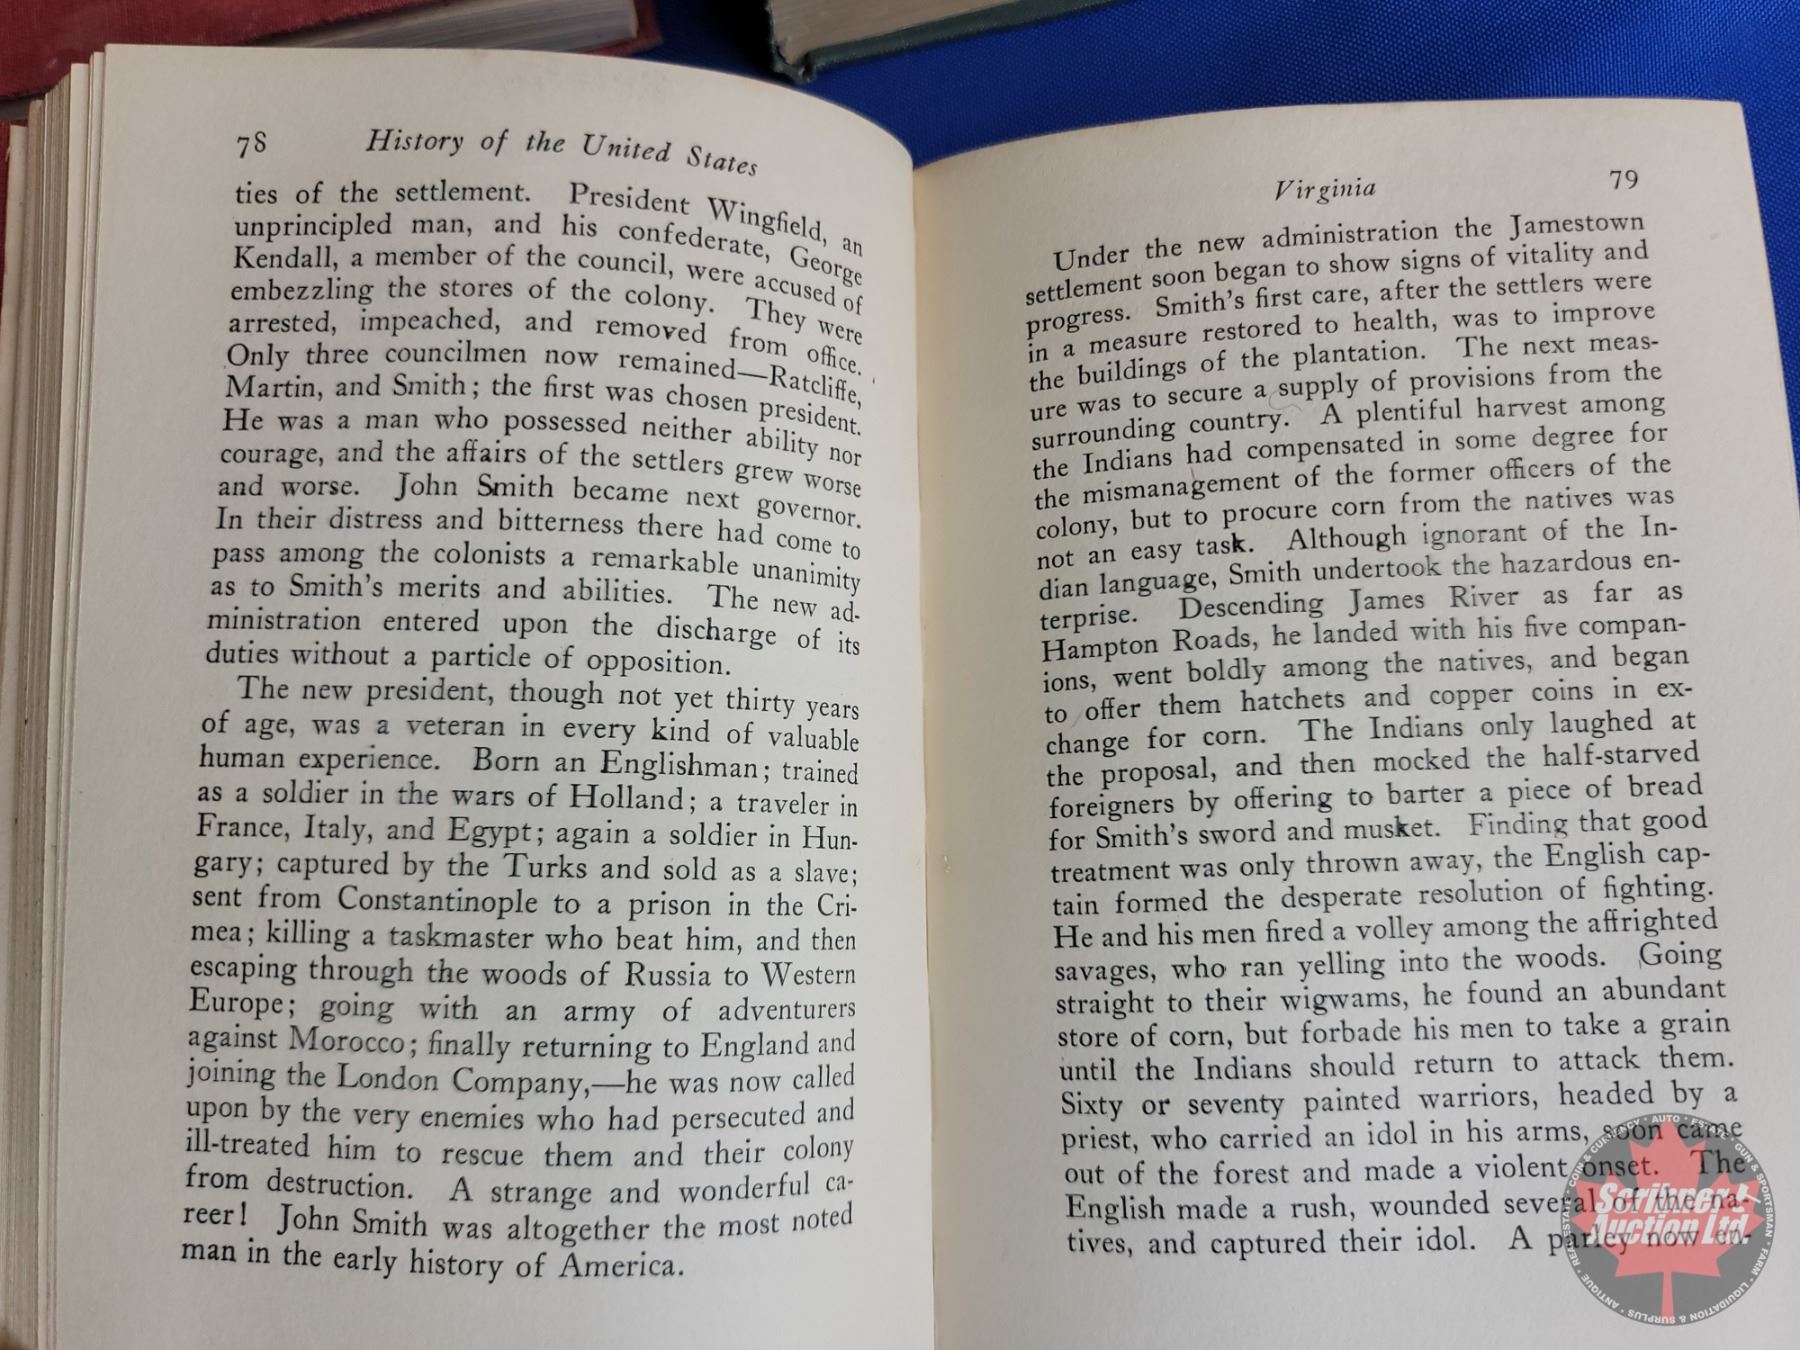 78 History of the United States
ties of the settlement. President Wingfield, an
unprincipled man, and his confederate, George
Kendall, a member of the council, were accused of
embezzling the stores of the colony. They were
arrested, impeached, and removed from office.
Only three councilmen now remained—Ratcliffe,
Martin, and Smith; the first was chosen president.
He was a man who possessed neither ability nor
courage, and the affairs of the settlers grew worse
and worse. John Smith became next governor.
In their distress and bitterness there had come to
pass among the colonists a remarkable unanimity
as to Smith's merits and abilities. The new ad-
ministration entered upon the discharge of its
duties without a particle of opposition.
The new president, though not yet thirty years
of age, was a veteran in every kind of valuable
human experience. Born an Englishman; trained
as a soldier in the wars of Holland; a traveler in
France, Italy, and Egypt; again a soldier in Hun-
gary; captured by the Turks and sold as a slave;
sent from Constantinople to a prison in the Cri-
mea; killing a taskmaster who beat him, and then
escaping through the woods of Russia to Western
Europe; going with an army of adventurers
against Morocco; finally returning to England and
joining the London Company,—he was now called
upon by the very enemies who had persecuted and
ill-treated him to rescue them and their colony
from destruction. A strange and wonderful ca-
reer! John Smith was altogether the most noted
man in the early history of America.
Virginia 79
Under the new administration the Jamestown
settlement soon began to show signs of vitality and
progress. Smith's first care, after the settlers were
in a measure restored to health, was to improve
the buildings of the plantation. The next meas-
ure was to secure a supply of provisions from the
surrounding country. A plentiful harvest among
the Indians had compensated in some degree for
the mismanagement of the former officers of the
colony, but to procure corn from the natives was
not an easy task. Although ignorant of the In-
dian language, Smith undertook the hazardous en-
terprise. Descending James River as far as
Hampton Roads, he landed with his five compan-
ions, went boldly among the natives, and began
to offer them hatchets and copper coins in ex-
change for corn. The Indians only laughed at
the proposal, and then mocked the half-starved
foreigners by offering to barter a piece of bread
for Smith's sword and musket. Finding that good
treatment was only thrown away, the English cap-
tain formed the desperate resolution of fighting.
He and his men fired a volley among the affrighted
savages, who ran yelling into the woods. Going
straight to their wigwams, he found an abundant
store of corn, but forbade his men to take a grain
until the Indians should return to attack them.
Sixty or seventy painted warriors, headed by a
priest, who carried an idol in his arms, soon came
out of the forest and made a violent onset. The
English made a rush, wounded several of the na-
tives, and captured their idol. A parley now en-
Scribner
Auction Ltd.
AUTO • ESTATE • GUN & SPORTSMAN • FARM • LIQUIDATION & SURPLUS • ANTIQUE • REAL ESTATE • COIN & CURRENCY